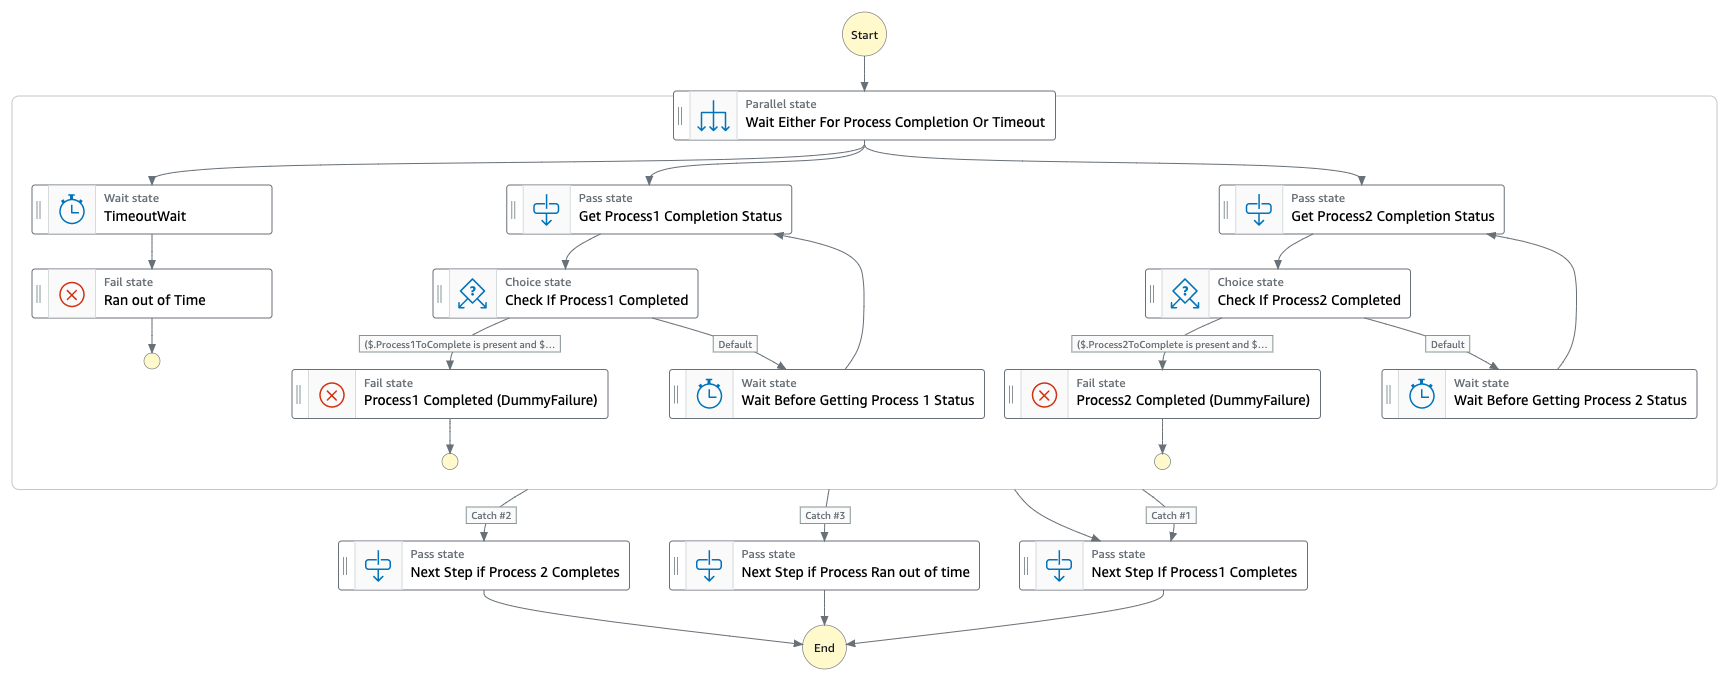 Start
Parallel state
Wait Either For Process Completion Or Timeout
Wait state
TimeoutWait
Pass state
Get Process1 Completion Status
Pass state
Get Process2 Completion Status
Fail state
Ran out of Time
Choice state
Check If Process1 Completed
Choice state
Check If Process2 Completed
($.Process1ToComplete is present and $...
Default
($.Process2ToComplete is present and $...
Default
Fail state
Process1 Completed (DummyFailure)
Wait state
Wait Before Getting Process 1 Status
Fail state
Process2 Completed (DummyFailure)
Wait state
Wait Before Getting Process 2 Status
Catch #2
Catch #3
Catch #1
Pass state
Next Step if Process 2 Completes
Pass state
Next Step if Process Ran out of time
Pass state
Next Step If Process1 Completes
End